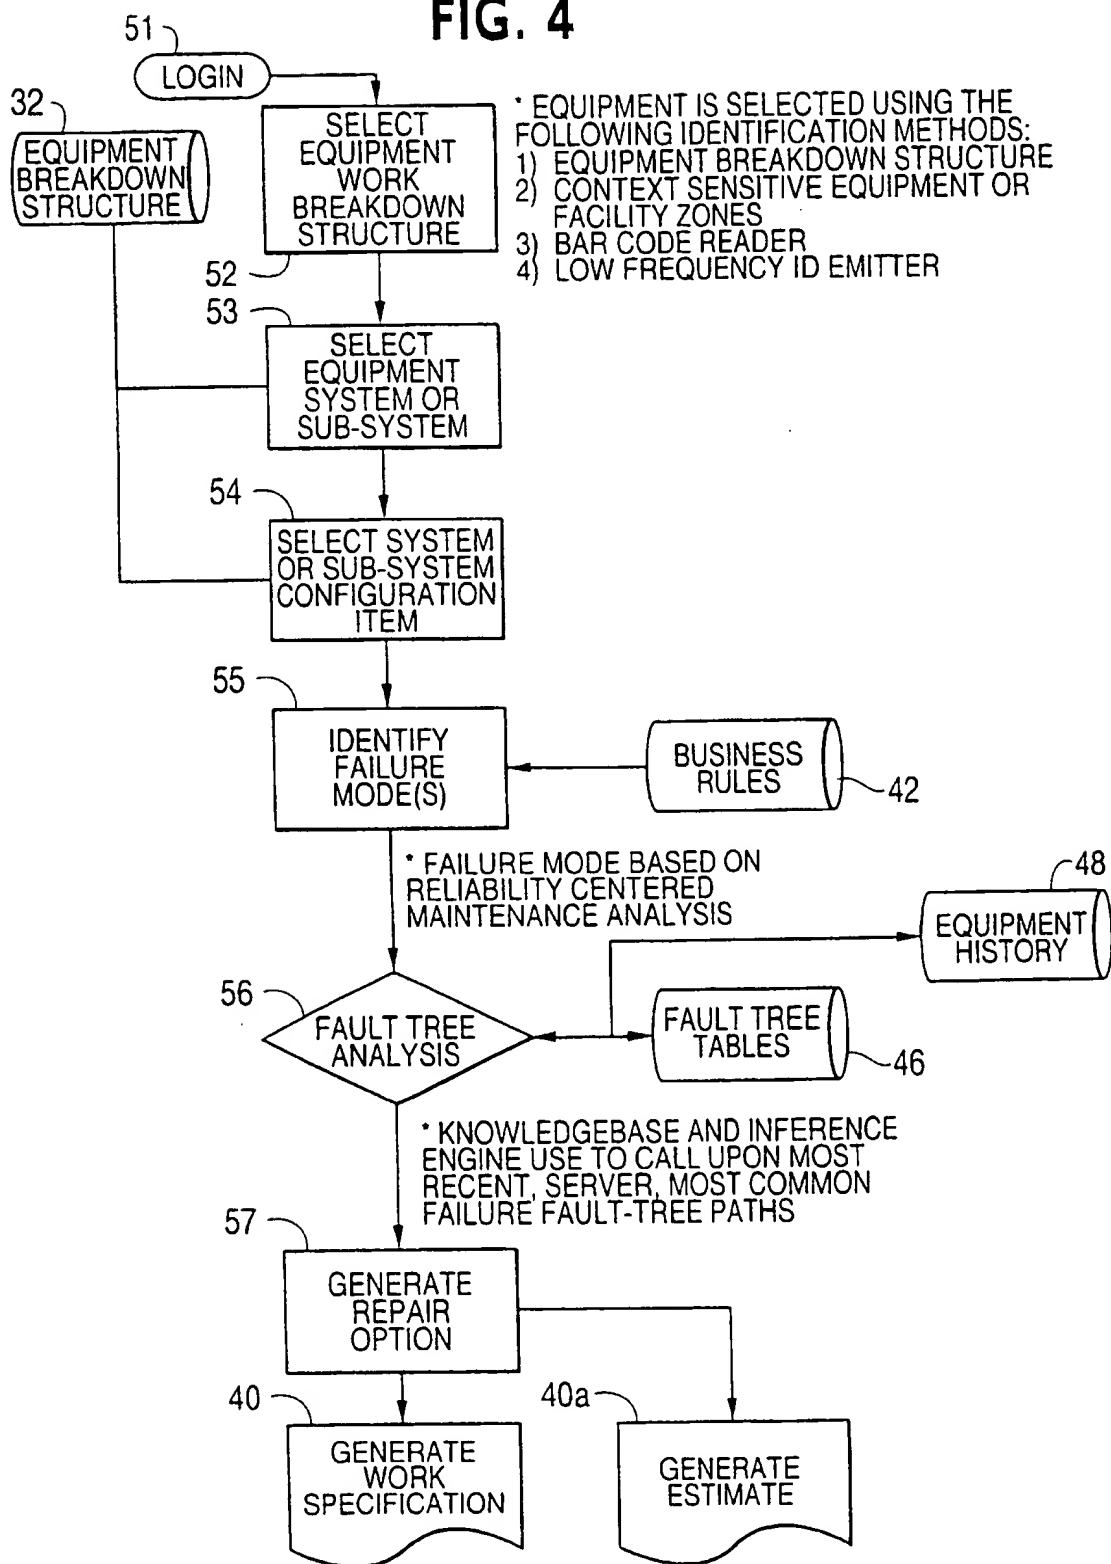 FIG. 4
51
LOGIN
32
EQUIPMENT
BREAKDOWN
STRUCTURE
SELECT
EQUIPMENT
WORK
BREAKDOWN
STRUCTURE
52
* EQUIPMENT IS SELECTED USING THE
FOLLOWING IDENTIFICATION METHODS:
1) EQUIPMENT BREAKDOWN STRUCTURE
2) CONTEXT SENSITIVE EQUIPMENT OR
FACILITY ZONES
3) BAR CODE READER
4) LOW FREQUENCY ID EMITTER
53
SELECT
EQUIPMENT
SYSTEM OR
SUB-SYSTEM
54
SELECT SYSTEM
OR SUB-SYSTEM
CONFIGURATION
ITEM
55
IDENTIFY
FAILURE
MODE(S)
BUSINESS
RULES
42
* FAILURE MODE BASED ON
RELIABILITY CENTERED
MAINTENANCE ANALYSIS
48
EQUIPMENT
HISTORY
56
FAULT TREE
ANALYSIS
FAULT TREE
TABLES
46
* KNOWLEDGEBASE AND INFERENCE
ENGINE USE TO CALL UPON MOST
RECENT, SERVER, MOST COMMON
FAILURE FAULT-TREE PATHS
57
GENERATE
REPAIR
OPTION
40
GENERATE
WORK
SPECIFICATION
40a
GENERATE
ESTIMATE